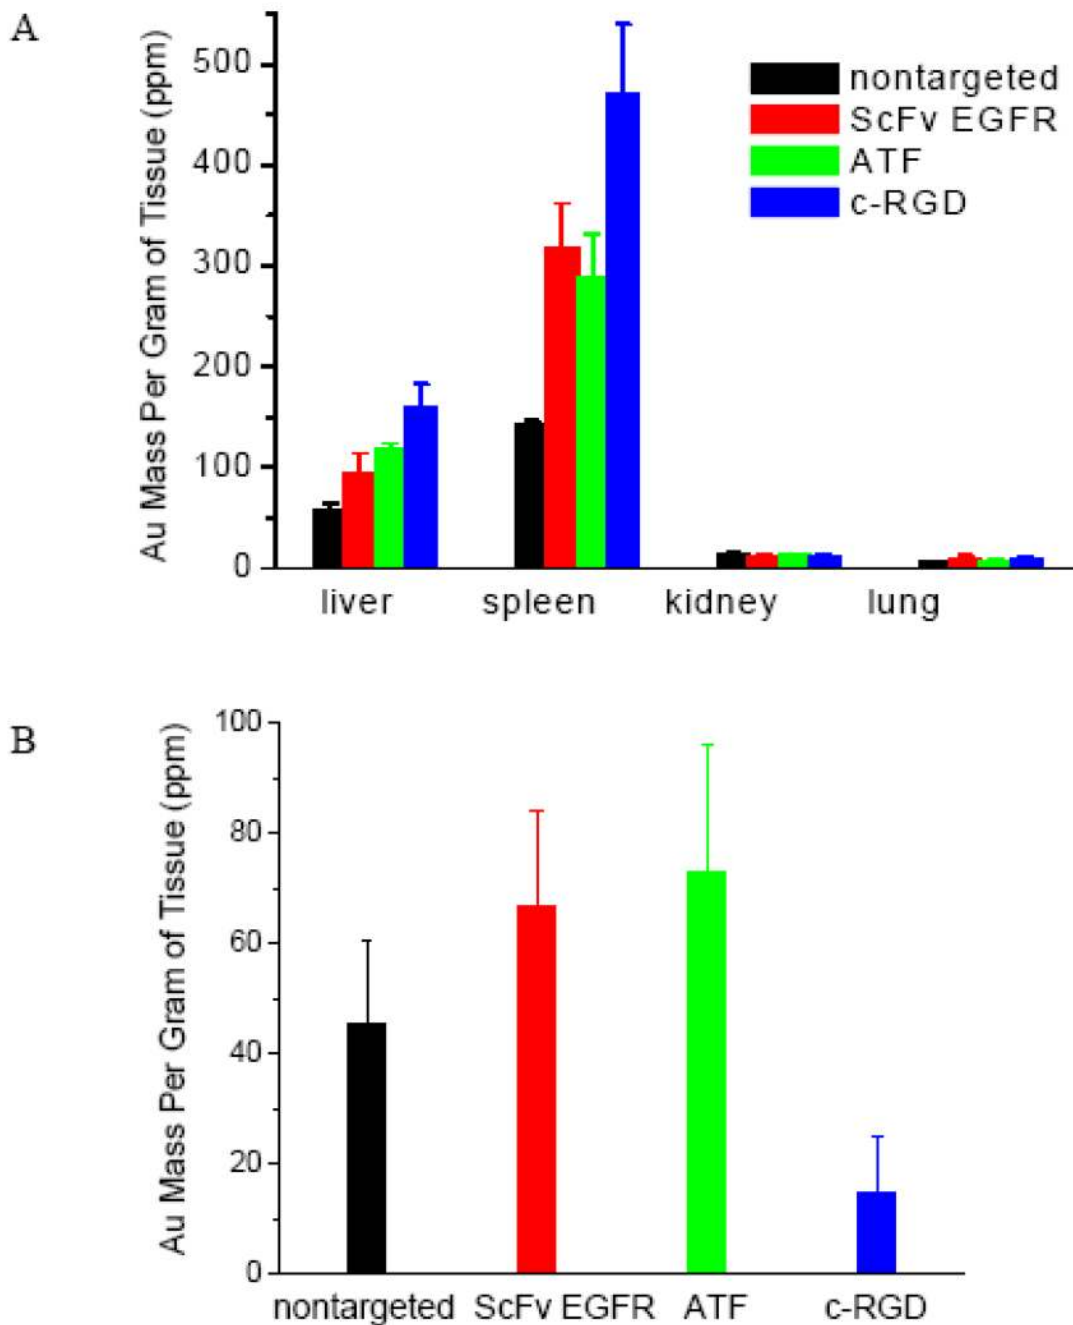 A
Au Mass Per Gram of Tissue (ppm)
500
400
300
200
100
0
nontargeted
ScFv EGFR
ATF
c-RGD
liver spleen kidney lung
B
Au Mass Per Gram of Tissue (ppm)
100
80
60
40
20
0
nontargeted ScFv EGFR ATF c-RGD